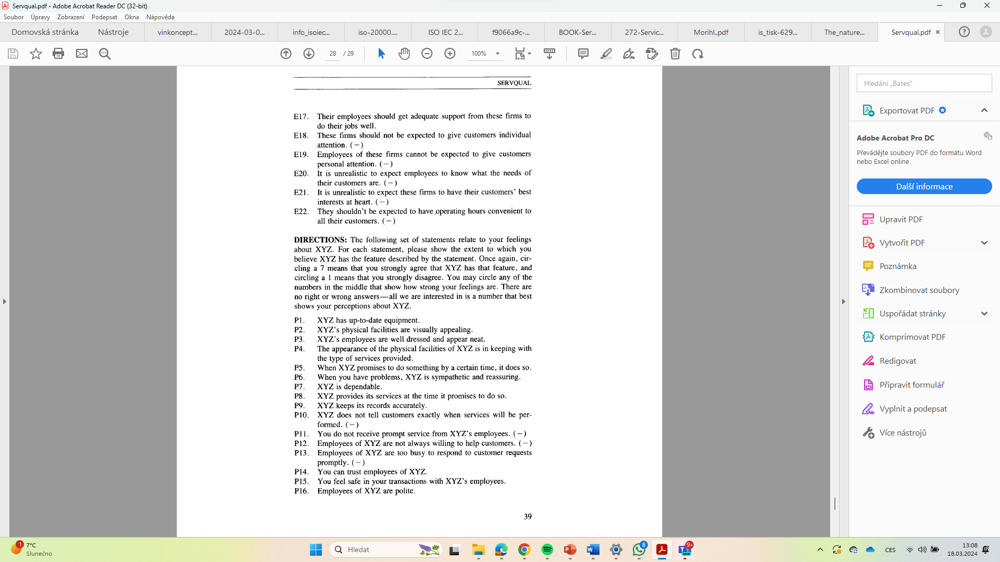 Servqual.pdf - Adobe Acrobat Reader DC (32-bit)
Soubor Úpravy Zobrazení Podepsat Okna Nápověda
Domovská stránka Nástroje vinkoncept... 2024-03-0... info_isoiec... iso-20000.... ISO IEC 2... f9066a9c-... BOOK-Ser... 272-Servic... Morihl..pdf is_tisk-629... The_nature... Servqual.pdf
28 / 29 100%
SERVQUAL
E17. Their employees should get adequate support from these firms to
do their jobs well.
E18. These firms should not be expected to give customers individual
attention. (−)
E19. Employees of these firms cannot be expected to give customers
personal attention. (−)
E20. It is unrealistic to expect employees to know what the needs of
their customers are. (−)
E21. It is unrealistic to expect these firms to have their customers' best
interests at heart. (−)
E22. They shouldn't be expected to have operating hours convenient to
all their customers. (−)
DIRECTIONS: The following set of statements relate to your feelings
about XYZ. For each statement, please show the extent to which you
believe XYZ has the feature described by the statement. Once again, cir-
cling a 7 means that you strongly agree that XYZ has that feature, and
circling a 1 means that you strongly disagree. You may circle any of the
numbers in the middle that show how strong your feelings are. There are
no right or wrong answers—all we are interested in is a number that best
shows your perceptions about XYZ.
P1. XYZ has up-to-date equipment.
P2. XYZ's physical facilities are visually appealing.
P3. XYZ's employees are well dressed and appear neat.
P4. The appearance of the physical facilities of XYZ is in keeping with
the type of services provided.
P5. When XYZ promises to do something by a certain time, it does so.
P6. When you have problems, XYZ is sympathetic and reassuring.
P7. XYZ is dependable.
P8. XYZ provides its services at the time it promises to do so.
P9. XYZ keeps its records accurately.
P10. XYZ does not tell customers exactly when services will be per-
formed. (−)
P11. You do not receive prompt service from XYZ's employees. (−)
P12. Employees of XYZ are not always willing to help customers. (−)
P13. Employees of XYZ are too busy to respond to customer requests
promptly. (−)
P14. You can trust employees of XYZ.
P15. You feel safe in your transactions with XYZ's employees.
P16. Employees of XYZ are polite.
39
Hledání „Bates"
Exportovat PDF
Adobe Acrobat Pro DC
Převádějte soubory PDF do formátu Word
nebo Excel online
Další informace
Upravit PDF
Vytvořit PDF
Poznámka
Zkombinovat soubory
Uspořádat stránky
Komprimovat PDF
Redigovat
Připravit formulář
Vyplnit a podepsat
Více nástrojů
1
7°C
Slunečno
Hledat
8
9+
NEW
CES
13:08
18.03.2024